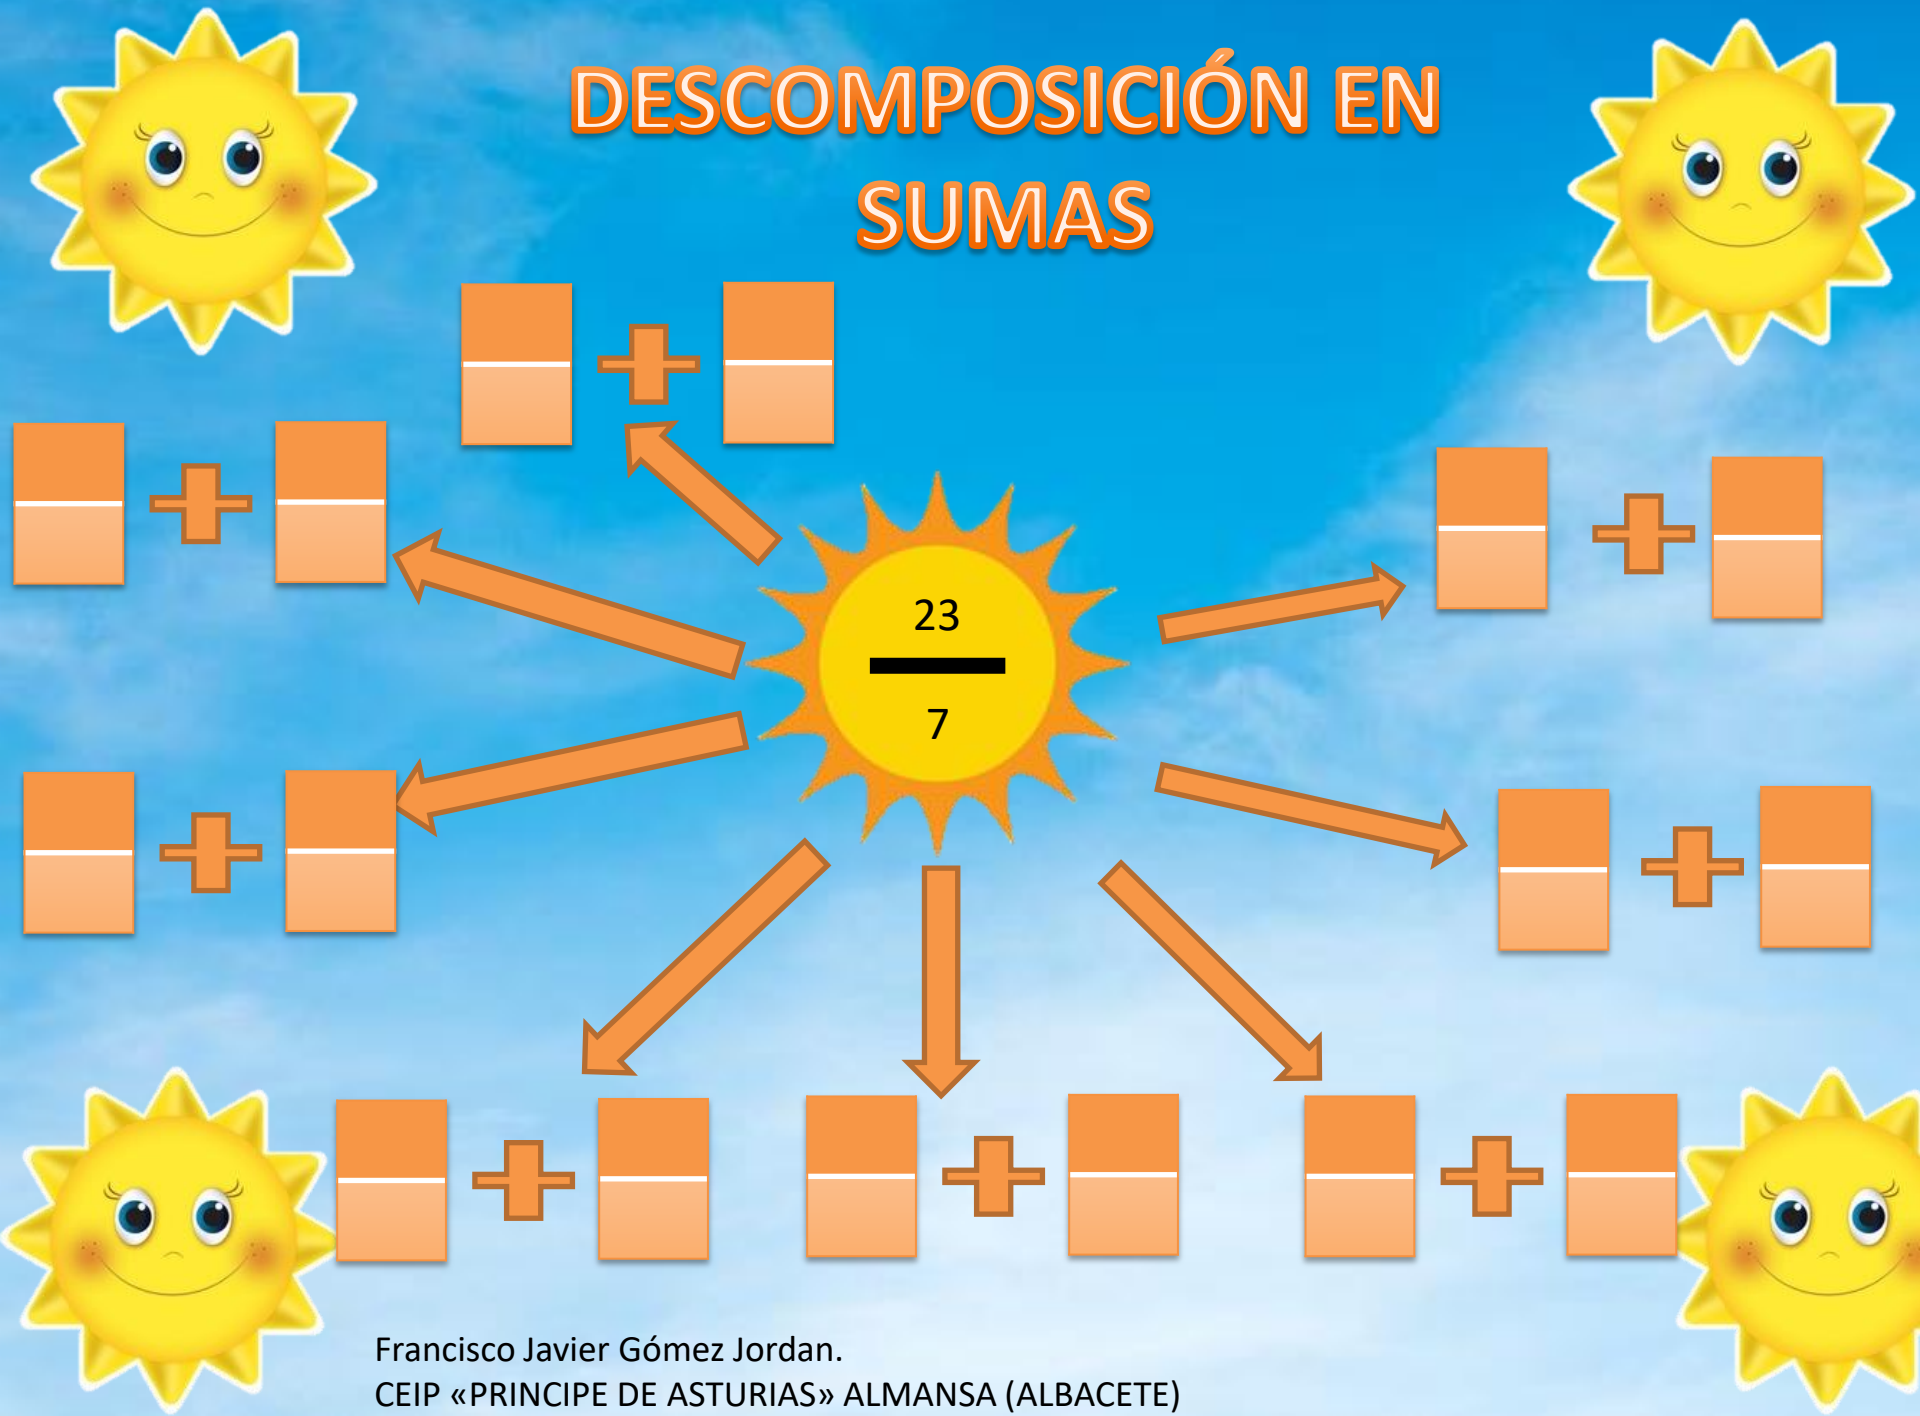 DESCOMPOSICIÓN EN
SUMAS
23
7
Francisco Javier Gómez Jordan.
CEIP «PRINCIPE DE ASTURIAS» ALMANSA (ALBACETE)